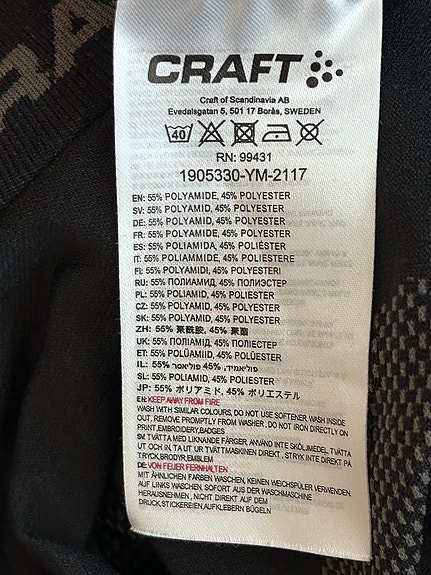 CRAFT
Craft of Scandinavia AB
Evedalsgatan 5, 501 17 Borås, SWEDEN
40
RN: 99431
1905330-YM-2117
EN: 55% POLYAMIDE, 45% POLYESTER
SV: 55% POLYAMID, 45% POLYESTER
DE: 55% POLYAMID, 45% POLYESTER
FR: 55% POLYAMIDE, 45% POLYESTER
ES: 55% POLIAMIDA, 45% POLIÉSTER
IT: 55% POLIAMMIDE, 45% POLIESTERE
FI: 55% POLYAMIDI, 45% POLYESTERI
RU: 55% ПОЛИАМИД, 45% ПОЛИЭСТЕР
PL: 55% POLIAMID, 45% POLIESTER
CZ: 55% POLYAMID, 45% POLYESTER
SK: 55% POLYAMID, 45% POLYESTER
ZH: 55% 聚酰胺, 45% 聚酯
UK: 55% ПОЛІАМІД, 45% ПОЛІЕСТЕР
ET: 55% POLÜAMIID, 45% POLÜESTER
IL: 55% פוליאמיד, 45% פוליאסטר
SL: 55% POLIAMID, 45% POLIESTER
JP: 55% ポリアミド, 45% ポリエステル
EN: KEEP AWAY FROM FIRE
WASH WITH SIMILAR COLOURS, DO NOT USE SOFTENER, WASH INSIDE
OUT, REMOVE PROMPTLY FROM WASHER, DO NOT IRON DIRECTLY ON
PRINT,EMBROIDERY,BADGES
SW: TVÄTTA MED LIKNANDE FÄRGER, ANVÄND INTE SKÖLJMEDEL, TVÄTTA
UT OCH IN, TA UT UR TVÄTTMASKINEN DIREKT , STRYK INTE DIREKT PÅ
T.RYCK,BRODYR,EMBLEM
DE: VON FEUER FERNHALTEN
MIT ÄHNLICHEN FARBEN WASCHEN, KEINEN WEICHSPÜLER VERWENDEN,
AUF LINKS WASCHEN, SOFORT AUS DER WASCHMASCHINE
HERAUSNEHMEN , NICHT DIREKT AUF DEM
DRUCK,STICKEREIEN,AUFKLEBERN BÜGELN